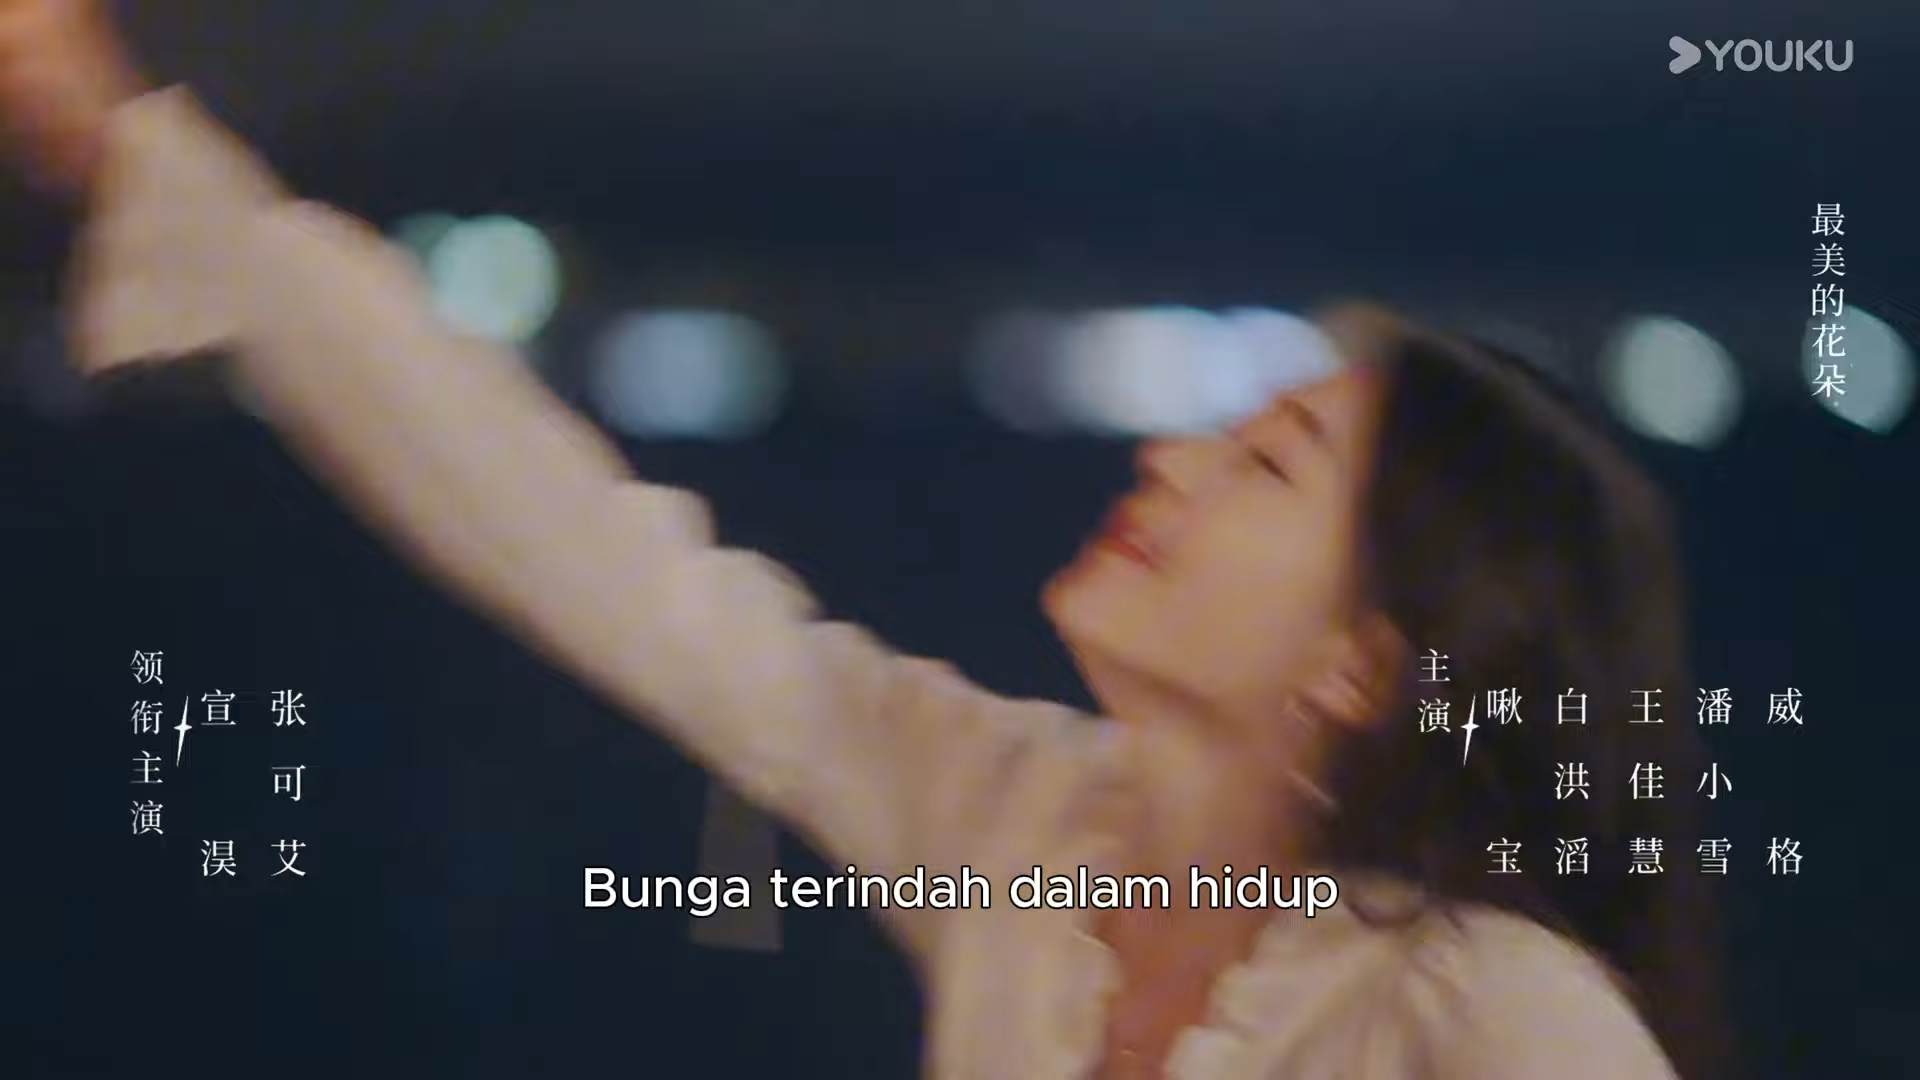 YOUKU
最美的花朵
领衔主演
宣淏
张可艾
主演
啾宝
白洪滔
王佳慧
潘小雪
威格
Bunga terindah dalam hidup